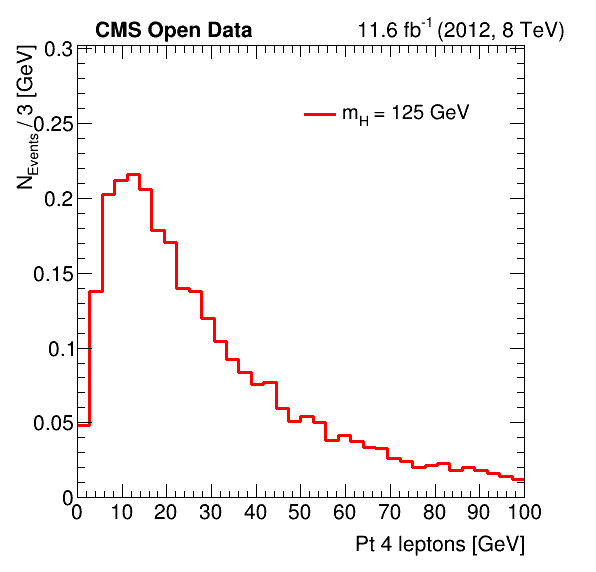 CMS Open Data
11.6 fb-1 (2012, 8 TeV)
NEvents / 3 [GeV]
0.3
0.25
0.2
0.15
0.1
0.05
0
mH = 125 GeV
0 10 20 30 40 50 60 70 80 90 100
Pt 4 leptons [GeV]